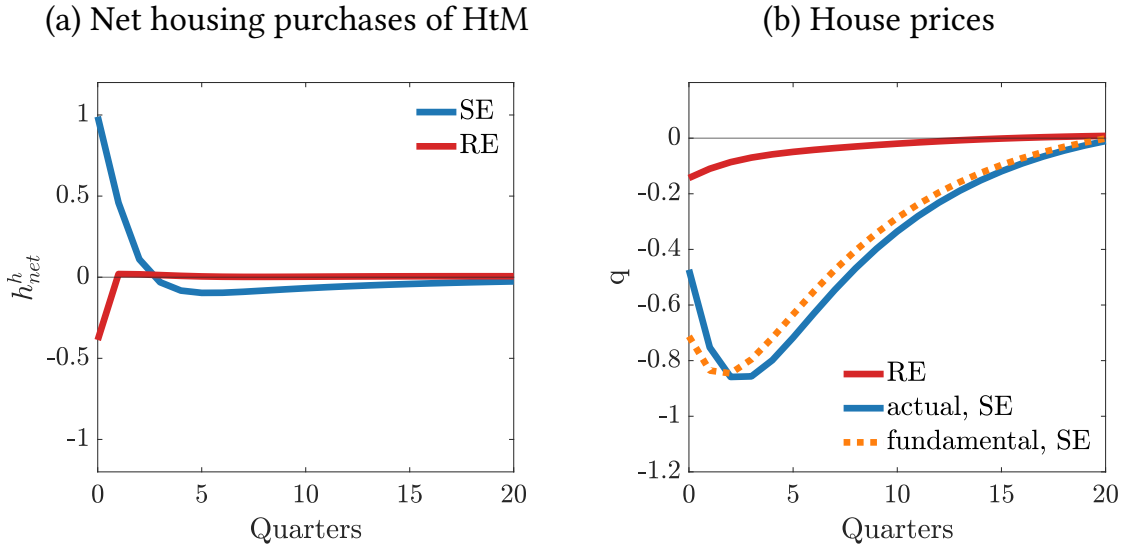 (a) Net housing purchases of HtM
1
0.5
0
-0.5
-1
h^h_net
SE
RE
0 5 10 15 20
Quarters
(b) House prices
0
-0.2
-0.4
-0.6
-0.8
-1
-1.2
q
RE
actual, SE
fundamental, SE
0 5 10 15 20
Quarters